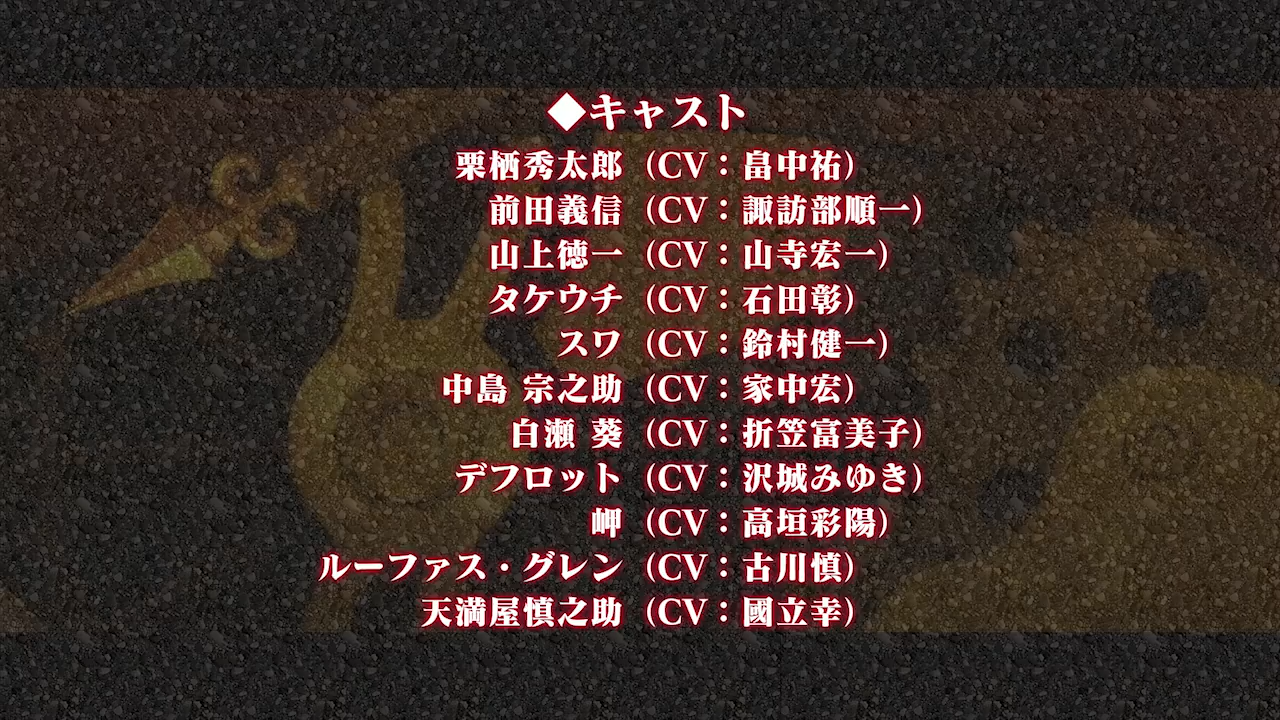 ◆キャスト
栗栖秀太郎（CV：畠中祐）
前田義信（CV：諏訪部順一）
山上徳一（CV：山寺宏一）
タケウチ（CV：石田彰）
スワ（CV：鈴村健一）
中島 宗之助（CV：家中宏）
白瀬 葵（CV：折笠富美子）
デフロット（CV：沢城みゆき）
岬（CV：高垣彩陽）
ルーファス・グレン（CV：古川慎）
天満屋慎之助（CV：國立幸）